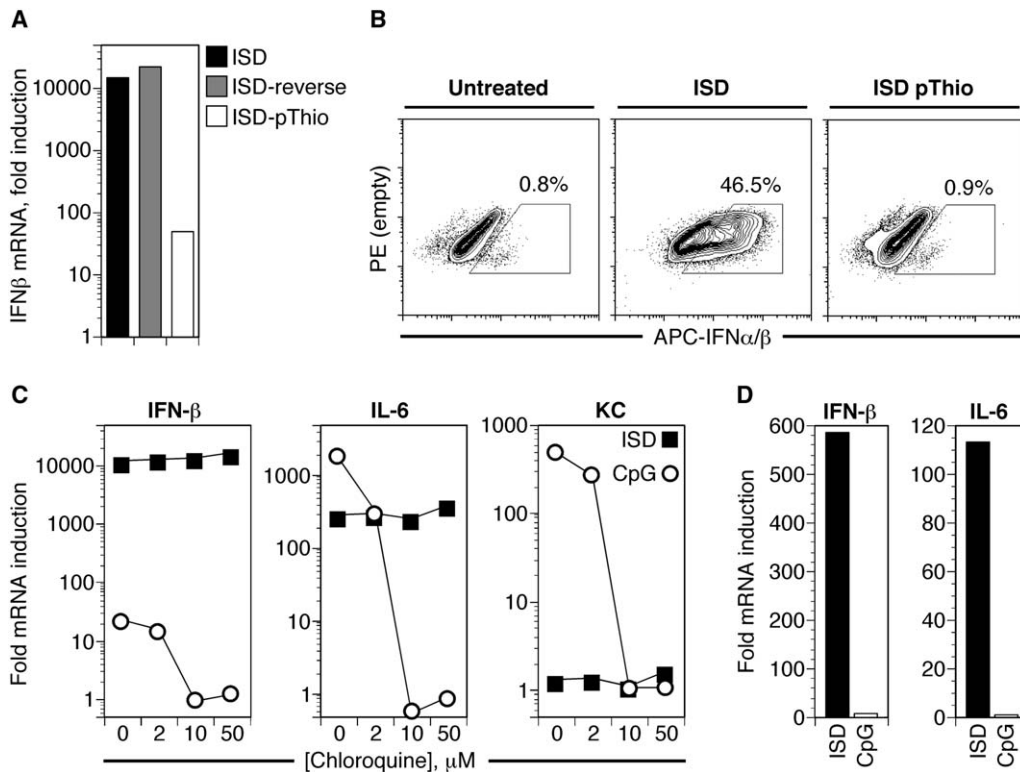 A
IFNβ mRNA, fold induction
10000
1000
100
10
1
ISD
ISD-reverse
ISD-pThio
B
Untreated
ISD
ISD pThio
0.8%
46.5%
0.9%
PE (empty)
APC-IFNα/β
C
IFN-β
IL-6
KC
Fold mRNA induction
10000
1000
100
10
1
1000
100
10
1
1000
100
10
1
ISD
CpG
0 2 10 50
0 2 10 50
0 2 10 50
[Chloroquine], μM
D
IFN-β
IL-6
Fold mRNA induction
600
500
400
300
200
100
0
120
100
80
60
40
20
0
ISD
CpG
ISD
CpG